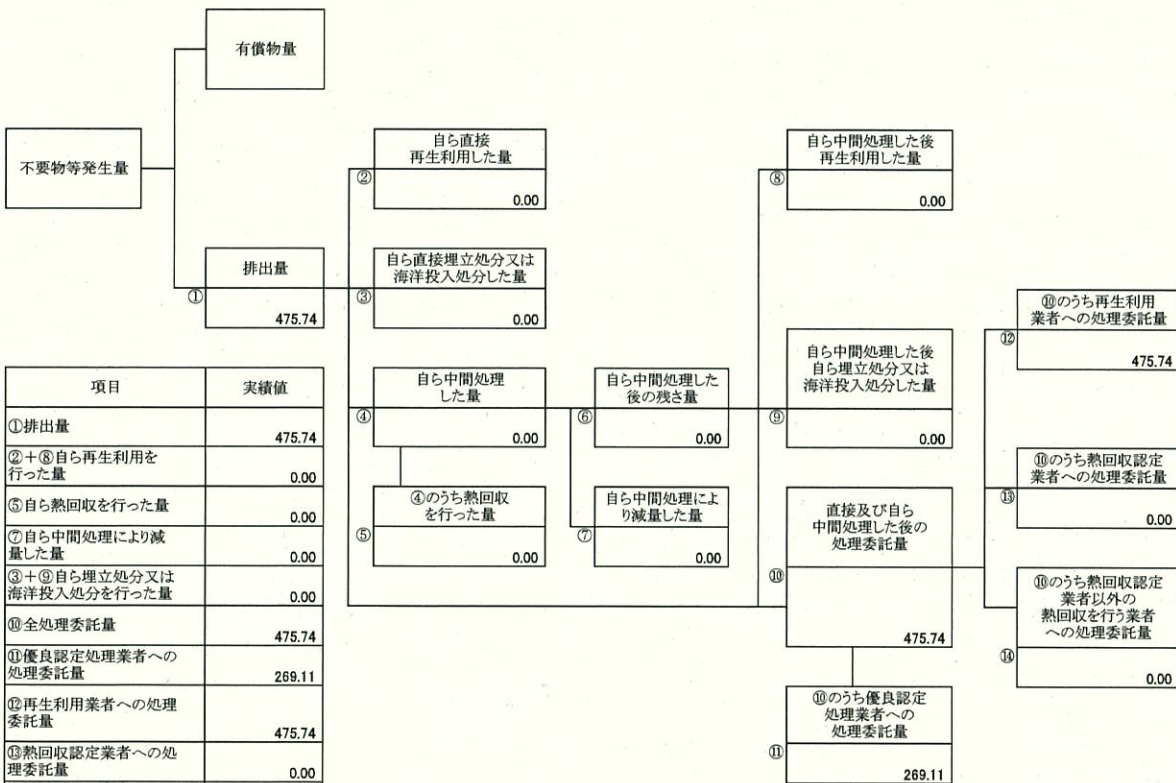 有償物量
不要物等発生量
自ら直接
再生利用した量
②
0.00
自ら中間処理した後
再生利用した量
⑧
0.00
排出量
①
475.74
自ら直接埋立処分又は
海洋投入処分した量
③
0.00
⑩のうち再生利用
業者への処理委託量
⑫
475.74
自ら中間処理
した量
④
0.00
自ら中間処理した
後の残さ量
⑥
0.00
自ら中間処理した後
自ら埋立処分又は
海洋投入処分した量
⑨
0.00
⑩のうち熱回収認定
業者への処理委託量
⑬
0.00
④のうち熱回収
を行った量
⑤
0.00
自ら中間処理によ
り減量した量
⑦
0.00
直接及び自ら
中間処理した後の
処理委託量
⑩
475.74
⑩のうち熱回収認定
業者以外の
熱回収を行う業者
への処理委託量
⑭
0.00
⑩のうち優良認定
処理業者への
処理委託量
⑪
269.11
項目 実績値
①排出量
475.74
②+⑧自ら再生利用を
行った量 0.00
⑤自ら熱回収を行った量
0.00
⑦自ら中間処理により減
量した量 0.00
③+⑨自ら埋立処分又は
海洋投入処分を行った量 0.00
⑩全処理委託量
475.74
⑪優良認定処理業者への
処理委託量 269.11
⑫再生利用業者への処理
委託量 475.74
⑬熱回収認定業者への処
理委託量 0.00